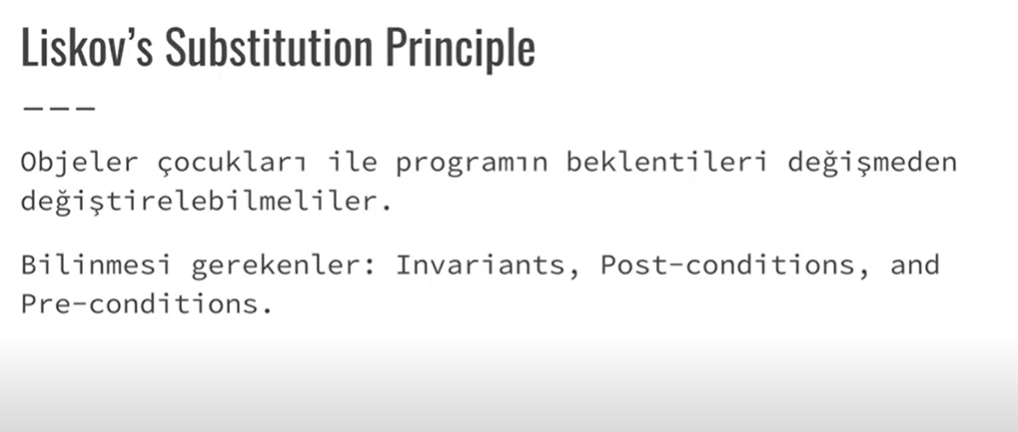 Liskov’s Substitution Principle
———
Objeler çocukları ile programın beklentileri değişmeden
değiştirelebilmeliler.
Bilinmesi gerekenler: Invariants, Post-conditions, and
Pre-conditions.